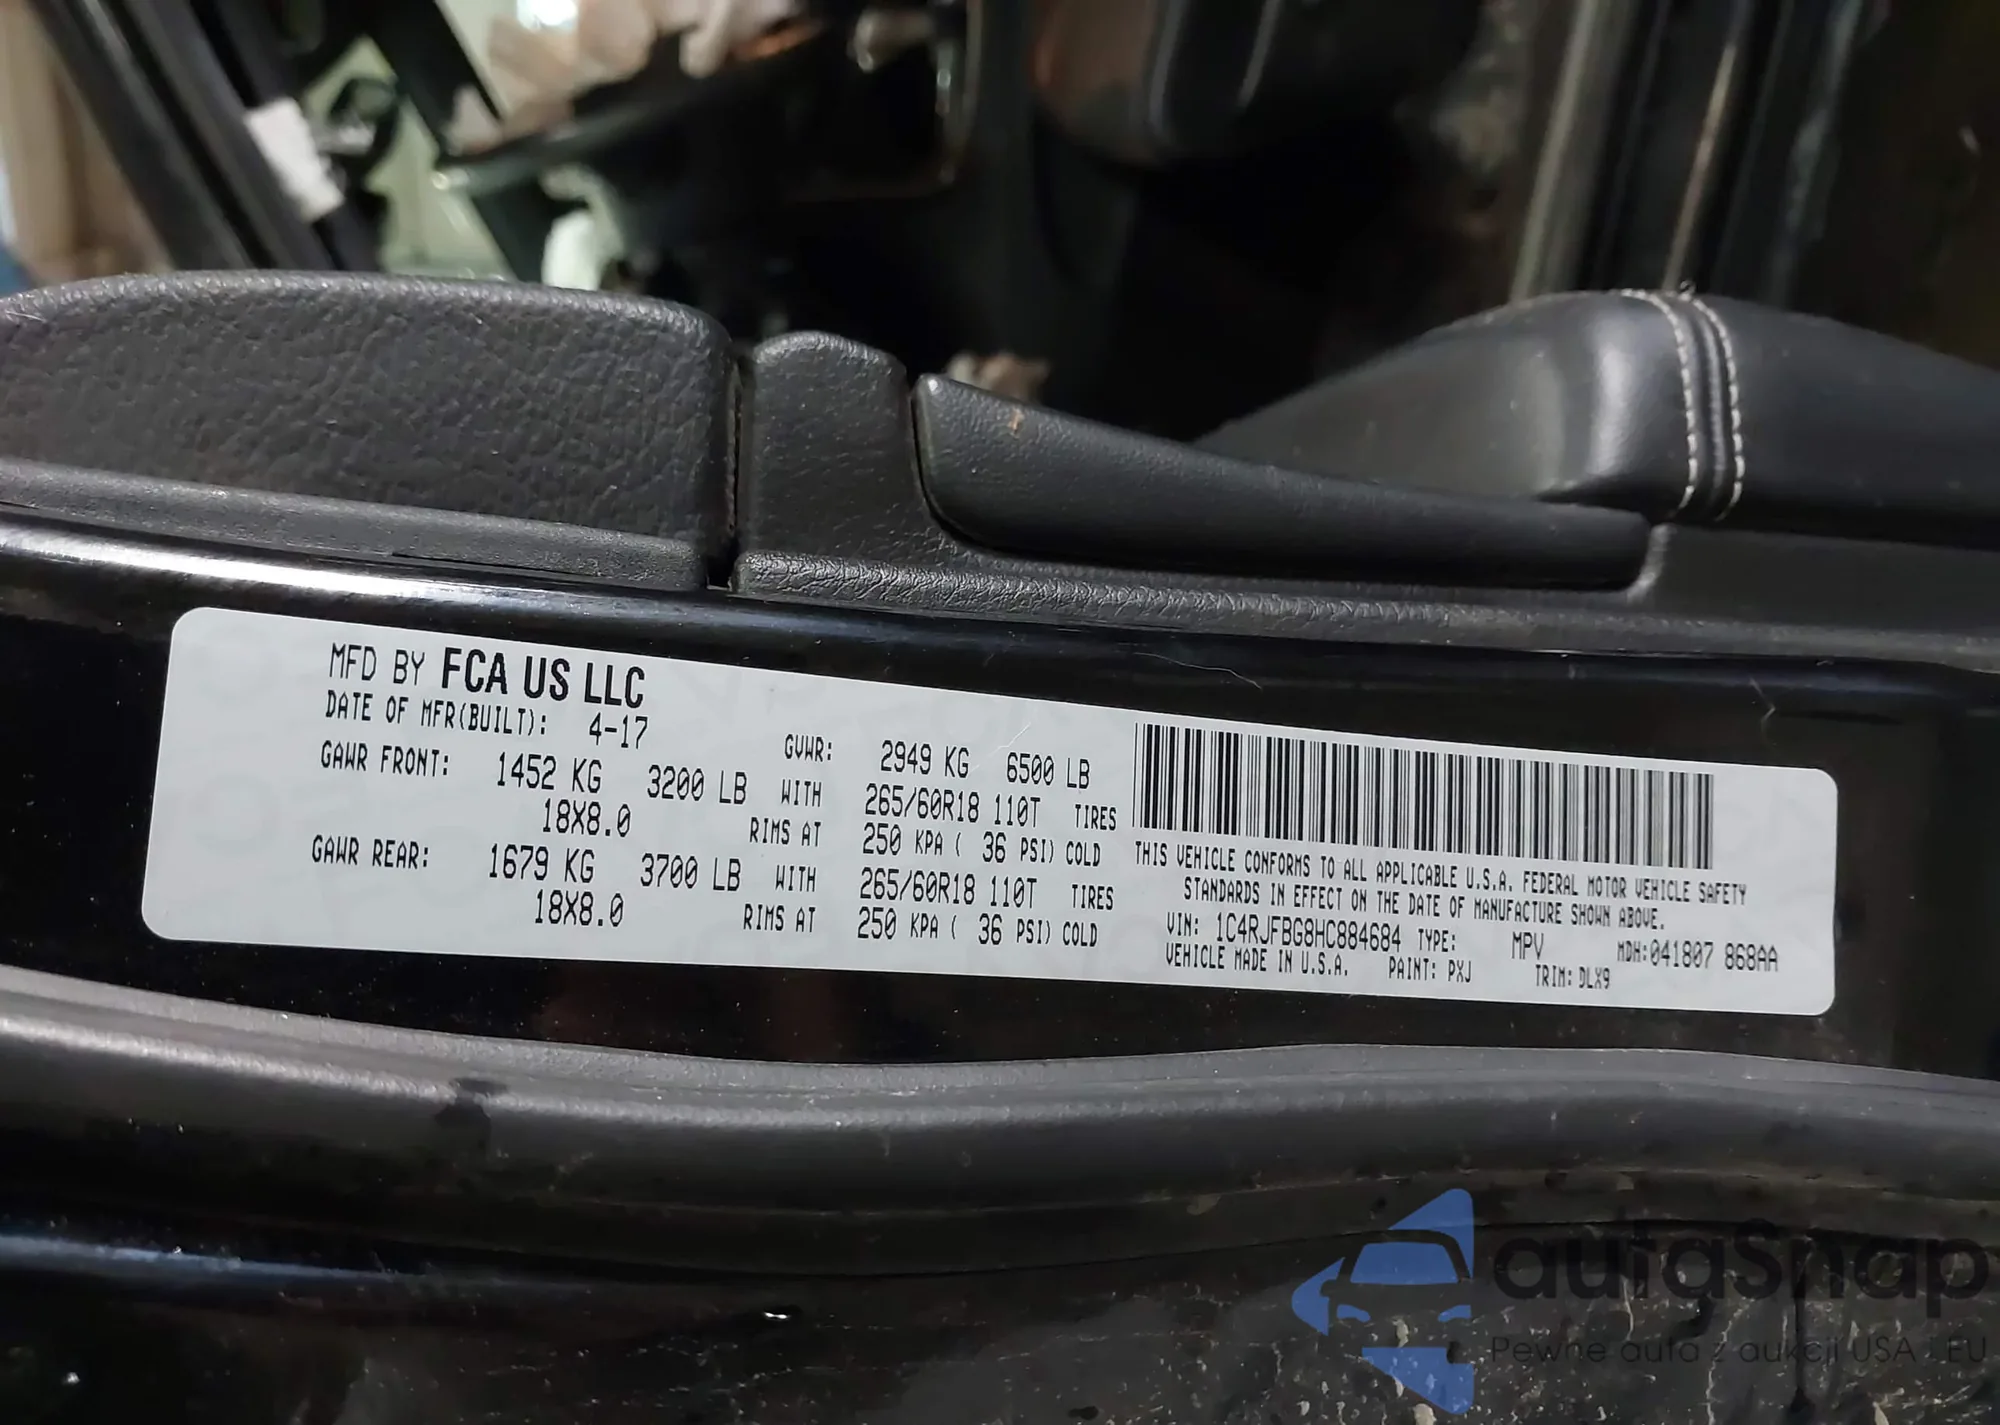 MFD BY FCA US LLC
DATE OF MFR(BUILT): 4-17 GVWR: 2949 KG 6500 LB
GAWR FRONT: 1452 KG 3200 LB WITH 265/60R18 110T TIRES
18X8.0 RIMS AT 250 KPA ( 36 PSI) COLD
GAWR REAR: 1679 KG 3700 LB WITH 265/60R18 110T TIRES
18X8.0 RIMS AT 250 KPA ( 36 PSI) COLD
THIS VEHICLE CONFORMS TO ALL APPLICABLE U.S.A. FEDERAL MOTOR VEHICLE SAFETY
STANDARDS IN EFFECT ON THE DATE OF MANUFACTURE SHOWN ABOVE.
VIN: 1C4RJFBG8HC884684 TYPE: MPV MDH:041807 868AA
VEHICLE MADE IN U.S.A. PAINT: PXJ TRIM: DLX9
autaSnap
Pewne auta z aukcji USA i EU